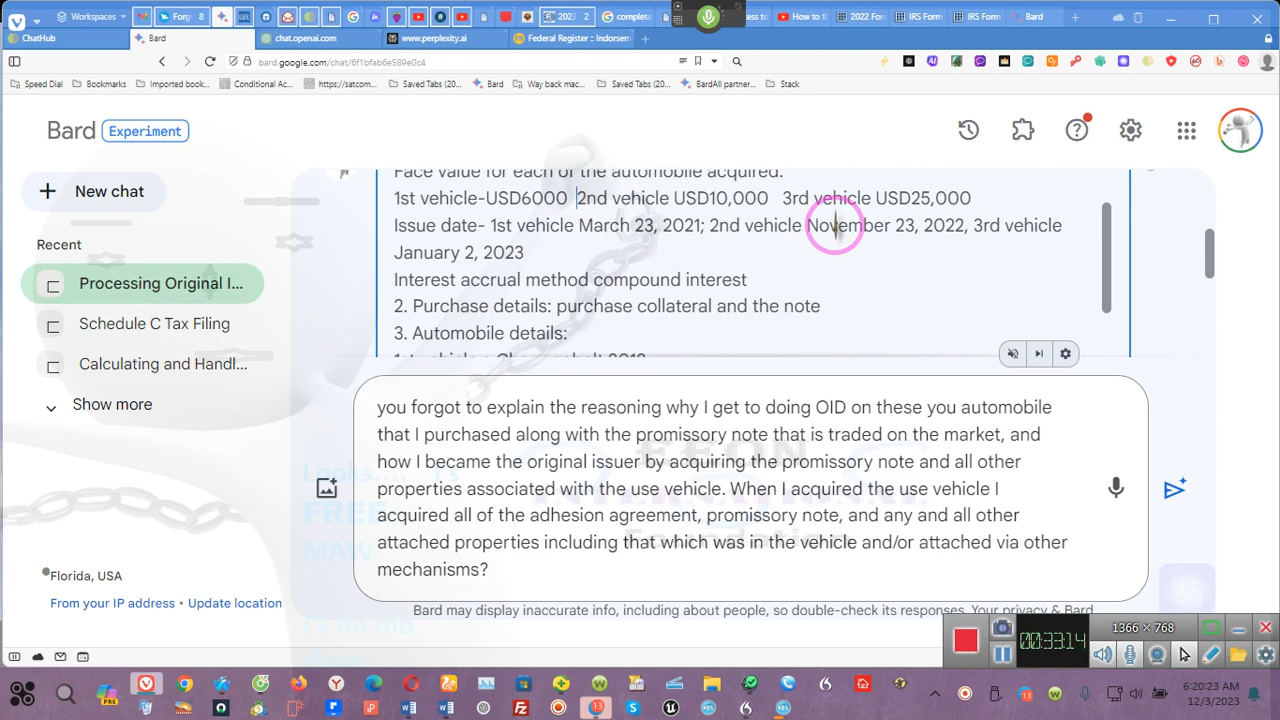 Workspaces
Forge
8
2023
2
complete
How to fi
2022 Form
IRS Form
IRS Form
Bard
ChatHub
Bard
chat.openai.com
www.perplexity.ai
Federal Register :: Indorsem
bard.google.com/chat/6f1bfab6e589e0c4
Speed Dial
Bookmarks
Imported book...
Conditional Ac...
https://satcom...
Saved Tabs (20...
Bard
Way back mac...
Saved Tabs (20...
BardAll partner...
Stack
Bard
Experiment
New chat
Recent
Processing Original I...
Schedule C Tax Filing
Calculating and Handl...
Show more
Face value for each of the automobile acquired:
1st vehicle-USD6000 2nd vehicle USD10,000 3rd vehicle USD25,000
Issue date- 1st vehicle March 23, 2021; 2nd vehicle November 23, 2022, 3rd vehicle
January 2, 2023
Interest accrual method compound interest
2. Purchase details: purchase collateral and the note
3. Automobile details:
you forgot to explain the reasoning why I get to doing OID on these you automobile
that I purchased along with the promissory note that is traded on the market, and
how I became the original issuer by acquiring the promissory note and all other
properties associated with the use vehicle. When I acquired the use vehicle I
acquired all of the adhesion agreement, promissory note, and any and all other
attached properties including that which was in the vehicle and/or attached via other
mechanisms?
Looks.....
FREE
Florida, USA
From your IP address • Update location
Bard may display inaccurate info, including about people, so double-check its responses. Your privacy & Bard
1366 × 768
00:33:14
6:20:23 AM
12/3/2023